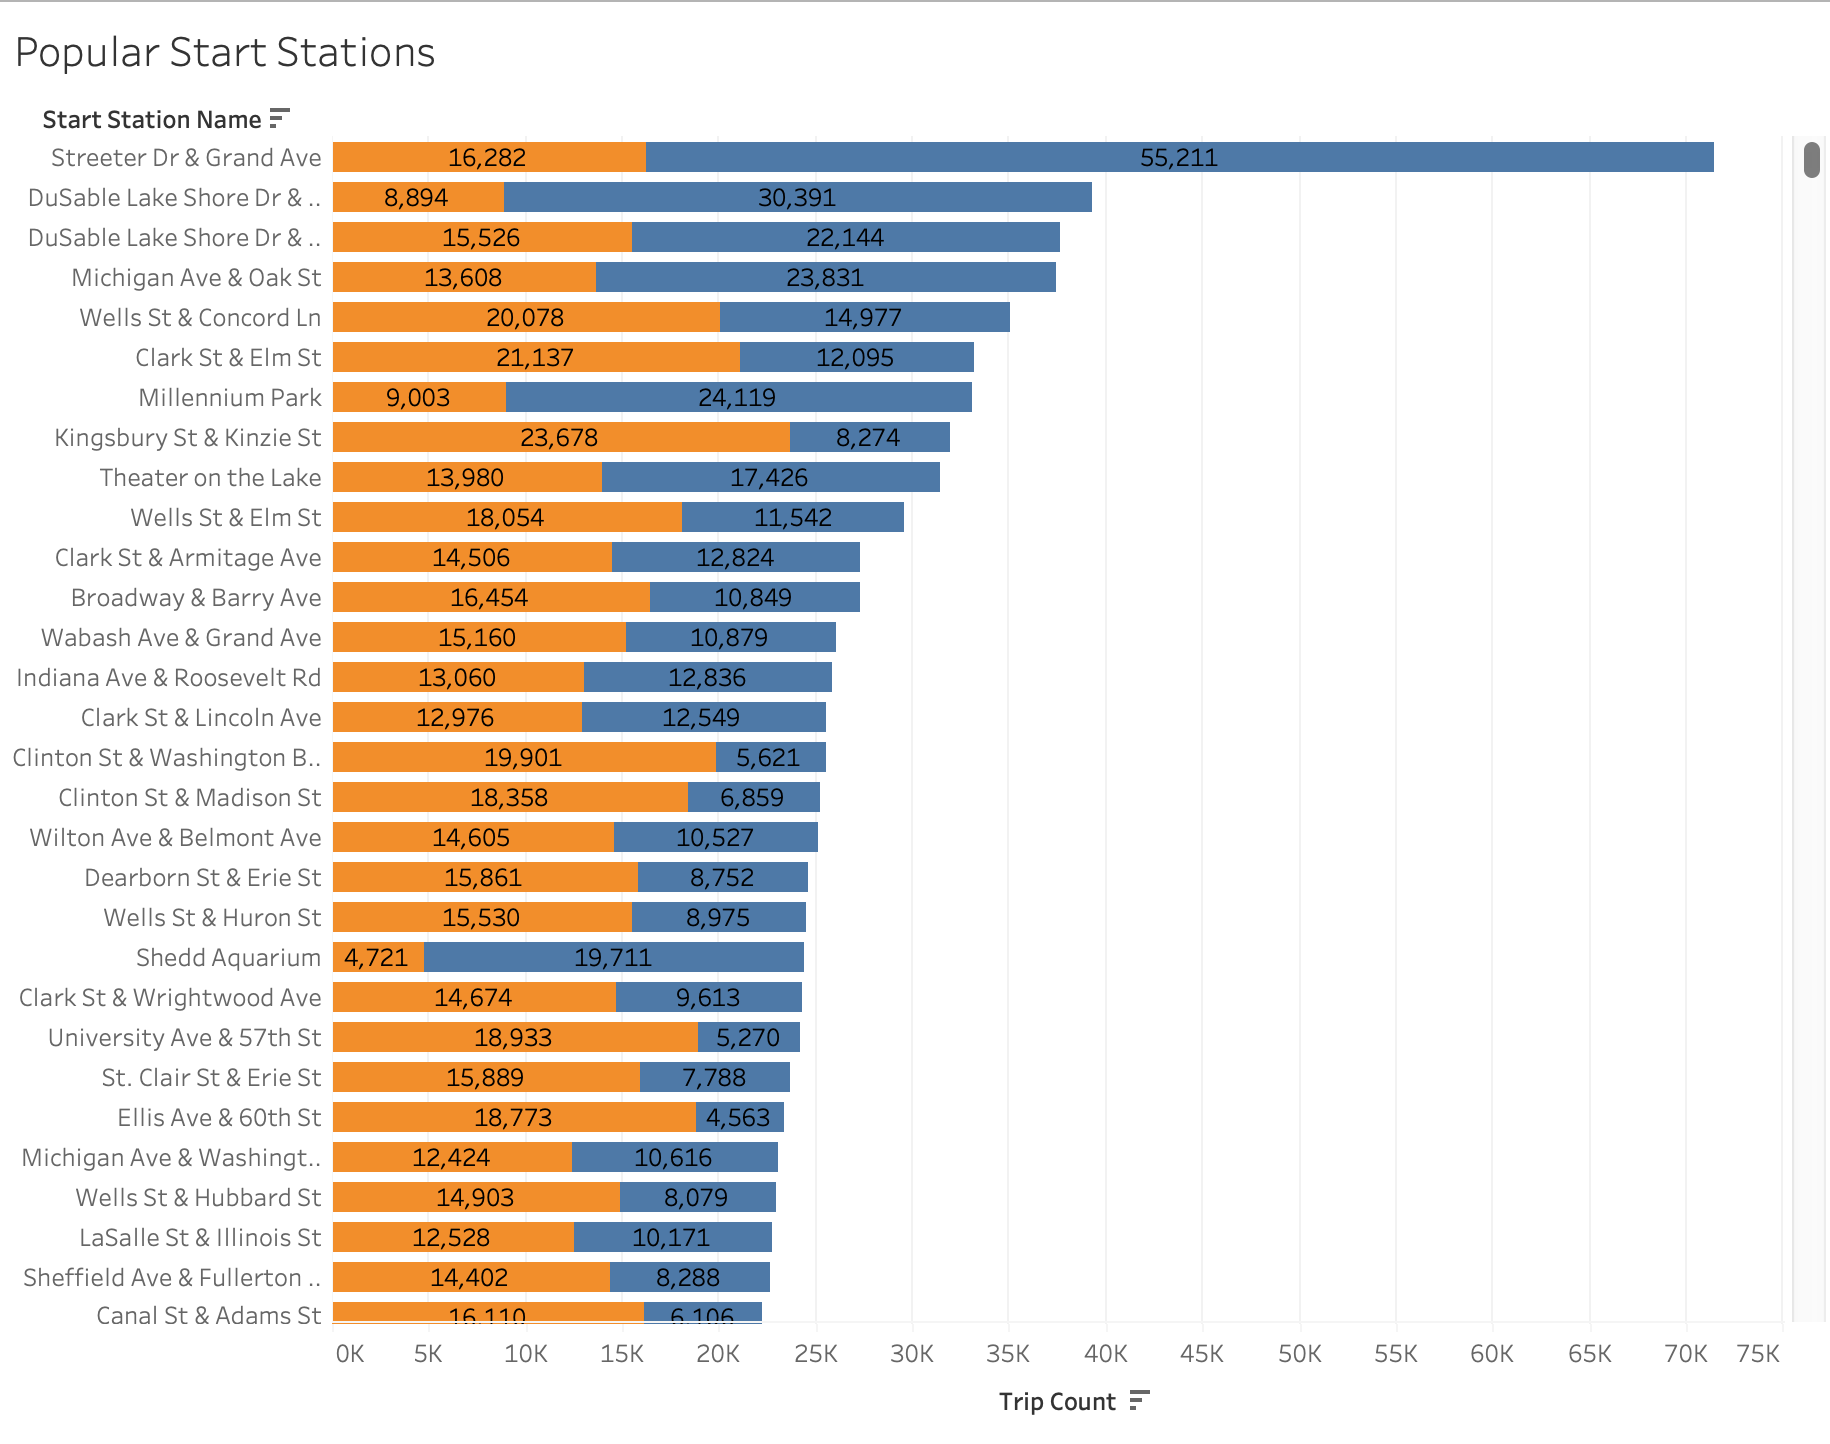 Popular Start Stations
Start Station Name
Streeter Dr & Grand Ave 16,282 55,211
DuSable Lake Shore Dr & .. 8,894 30,391
DuSable Lake Shore Dr & .. 15,526 22,144
Michigan Ave & Oak St 13,608 23,831
Wells St & Concord Ln 20,078 14,977
Clark St & Elm St 21,137 12,095
Millennium Park 9,003 24,119
Kingsbury St & Kinzie St 23,678 8,274
Theater on the Lake 13,980 17,426
Wells St & Elm St 18,054 11,542
Clark St & Armitage Ave 14,506 12,824
Broadway & Barry Ave 16,454 10,849
Wabash Ave & Grand Ave 15,160 10,879
Indiana Ave & Roosevelt Rd 13,060 12,836
Clark St & Lincoln Ave 12,976 12,549
Clinton St & Washington B.. 19,901 5,621
Clinton St & Madison St 18,358 6,859
Wilton Ave & Belmont Ave 14,605 10,527
Dearborn St & Erie St 15,861 8,752
Wells St & Huron St 15,530 8,975
Shedd Aquarium 4,721 19,711
Clark St & Wrightwood Ave 14,674 9,613
University Ave & 57th St 18,933 5,270
St. Clair St & Erie St 15,889 7,788
Ellis Ave & 60th St 18,773 4,563
Michigan Ave & Washingt.. 12,424 10,616
Wells St & Hubbard St 14,903 8,079
LaSalle St & Illinois St 12,528 10,171
Sheffield Ave & Fullerton .. 14,402 8,288
Canal St & Adams St 16,110 6,106
0K 5K 10K 15K 20K 25K 30K 35K 40K 45K 50K 55K 60K 65K 70K 75K
Trip Count